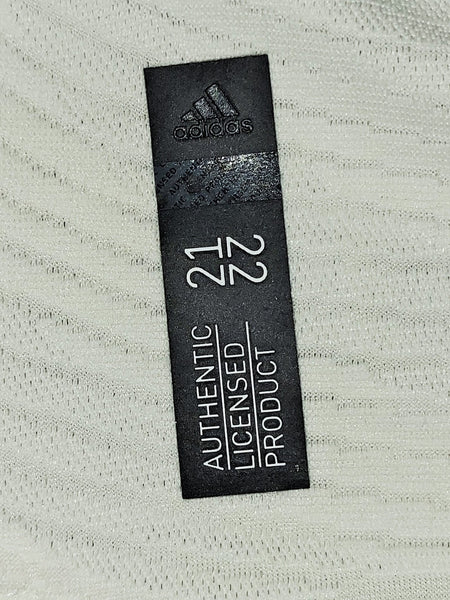 adidas
21
22
AUTHENTIC
LICENSED
PRODUCT